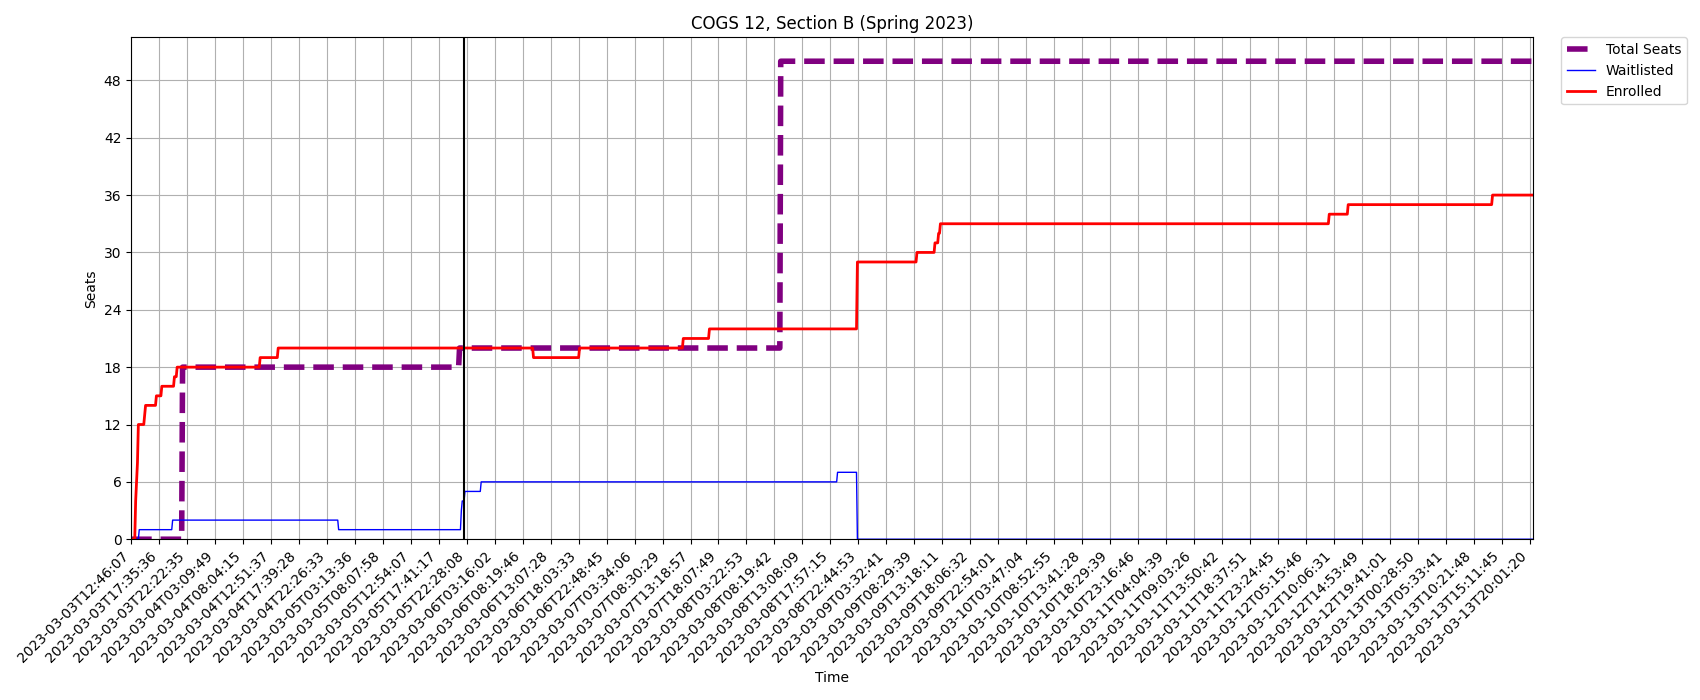 COGS 12, Section B (Spring 2023)
Total Seats
Waitlisted
Enrolled
Seats
48
42
36
30
24
18
12
6
0
2023-03-03T12:46:07
2023-03-03T17:35:36
2023-03-03T22:22:35
2023-03-04T03:09:49
2023-03-04T08:04:15
2023-03-04T12:51:37
2023-03-04T17:39:28
2023-03-04T22:26:33
2023-03-05T03:13:36
2023-03-05T08:07:58
2023-03-05T12:54:07
2023-03-05T17:41:17
2023-03-05T22:28:08
2023-03-06T03:16:02
2023-03-06T08:19:46
2023-03-06T13:07:28
2023-03-06T18:03:33
2023-03-06T22:48:45
2023-03-07T03:34:06
2023-03-07T08:30:29
2023-03-07T13:18:57
2023-03-07T18:07:49
2023-03-08T03:22:53
2023-03-08T08:19:42
2023-03-08T13:08:09
2023-03-08T17:57:15
2023-03-08T22:44:53
2023-03-09T03:32:41
2023-03-09T08:29:39
2023-03-09T13:18:11
2023-03-09T18:06:32
2023-03-09T22:54:01
2023-03-10T03:47:04
2023-03-10T08:52:55
2023-03-10T13:41:28
2023-03-10T18:29:39
2023-03-10T23:16:46
2023-03-11T04:04:39
2023-03-11T09:03:26
2023-03-11T13:50:42
2023-03-11T18:37:51
2023-03-11T23:24:45
2023-03-12T05:15:46
2023-03-12T10:06:31
2023-03-12T14:53:49
2023-03-12T19:41:01
2023-03-13T00:28:50
2023-03-13T05:33:41
2023-03-13T10:21:48
2023-03-13T15:11:45
2023-03-13T20:01:20
Time